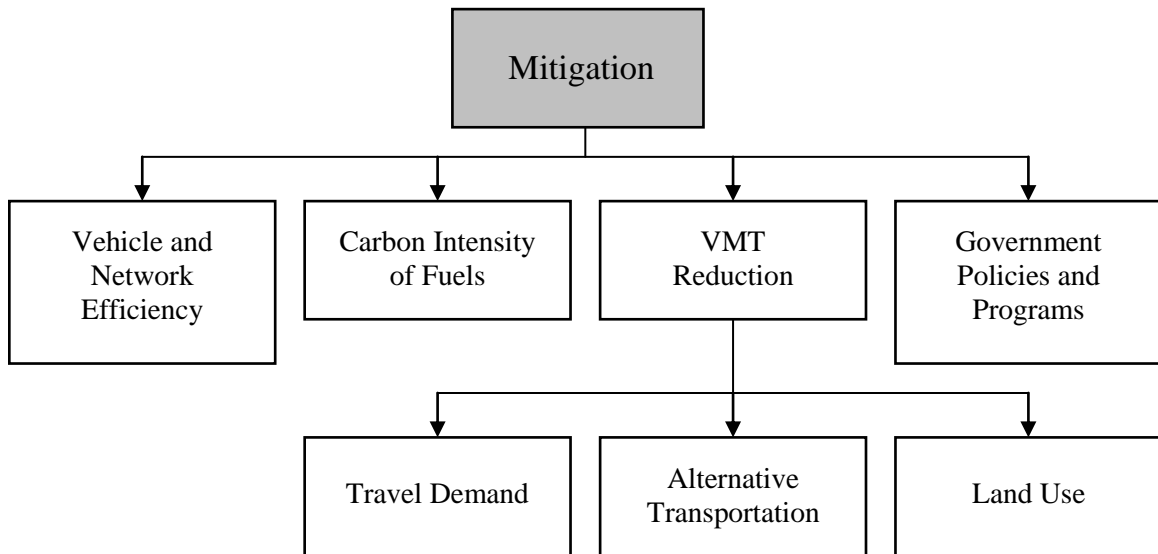 Mitigation
Vehicle and
Network
Efficiency
Carbon Intensity
of Fuels
VMT
Reduction
Government
Policies and
Programs
Travel Demand
Alternative
Transportation
Land Use